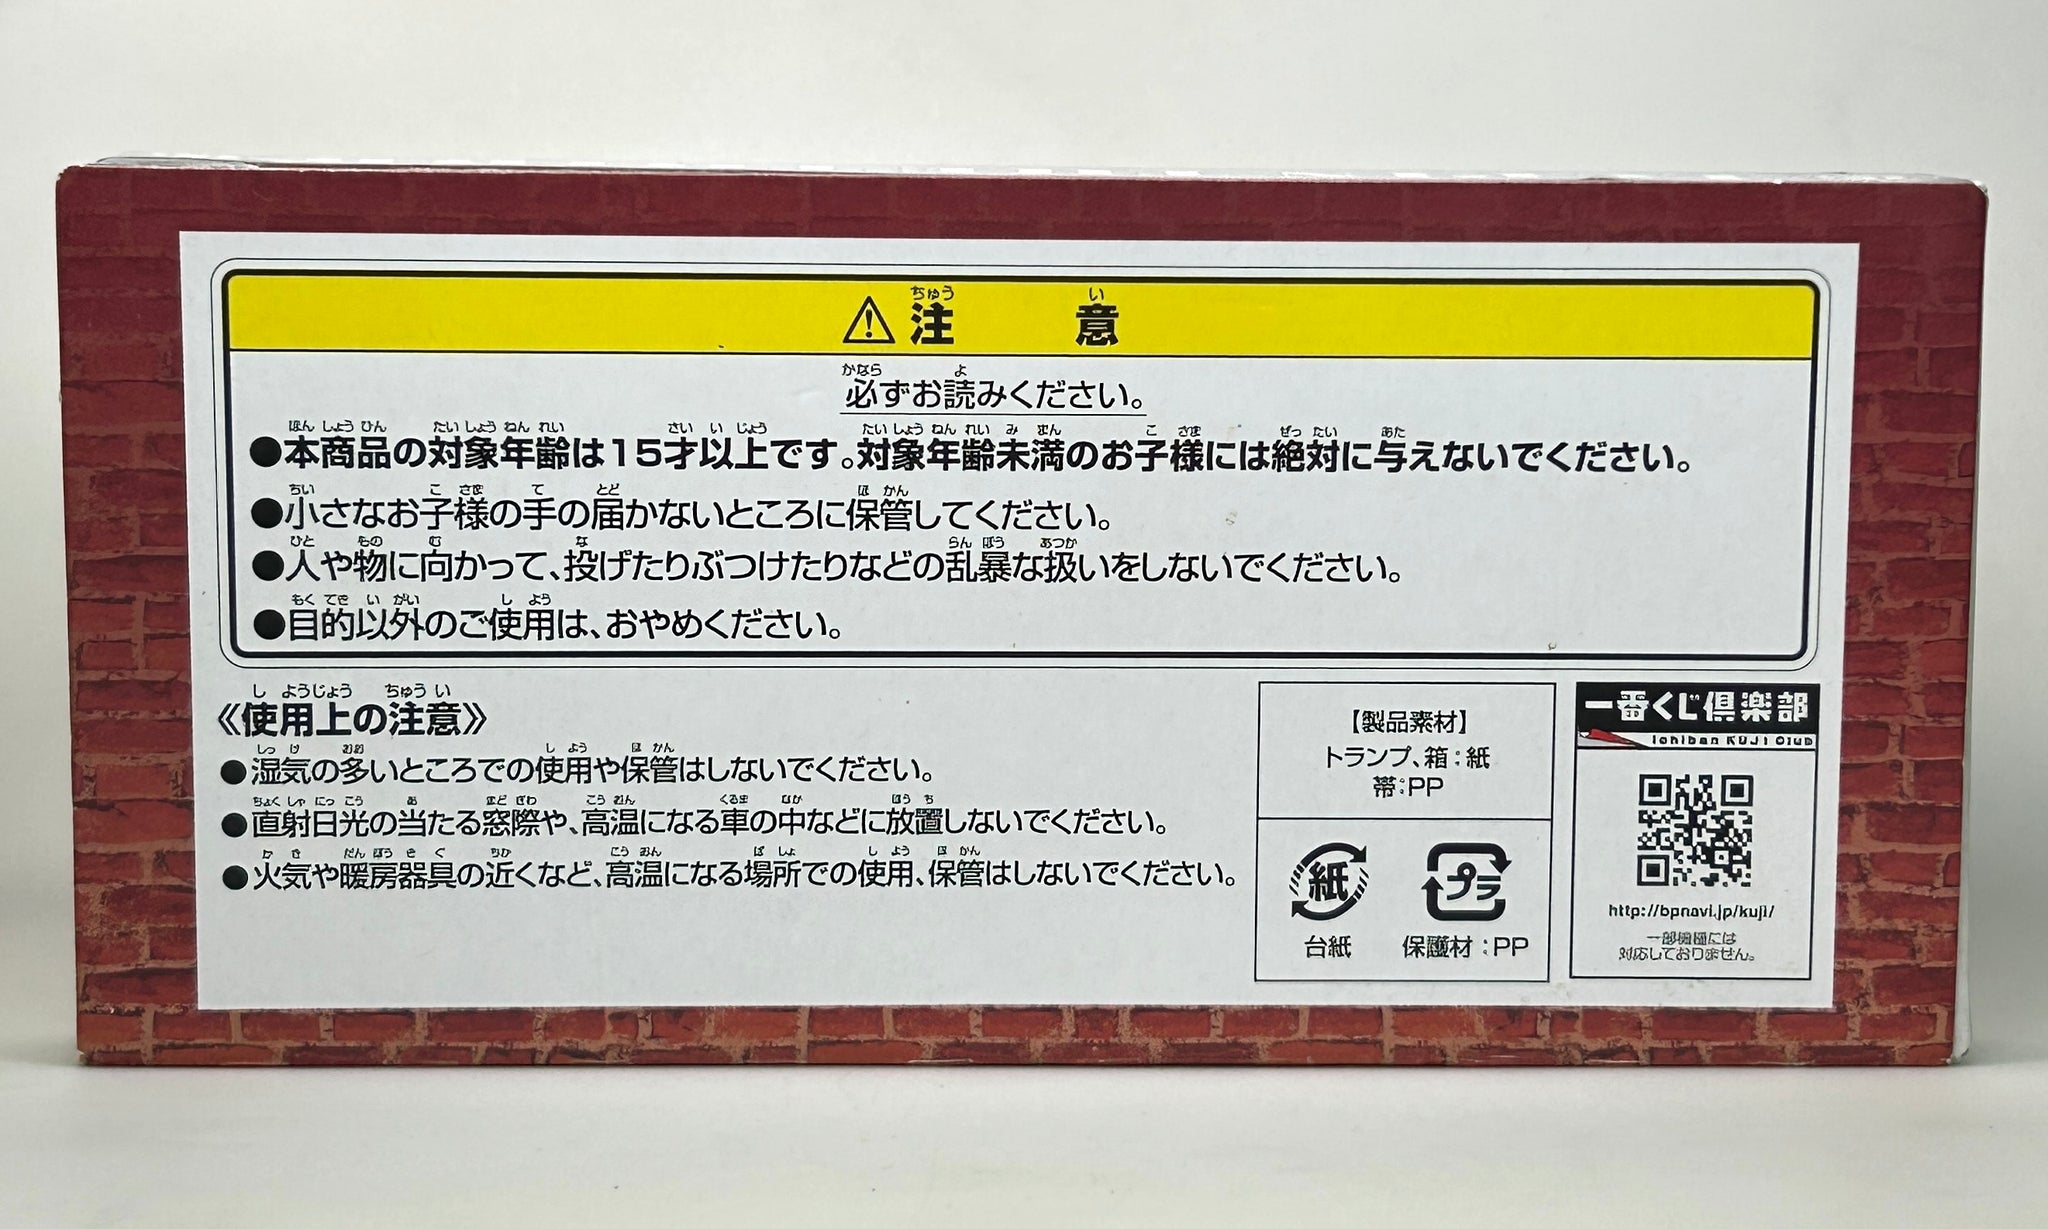 ⚠注意
必ずお読みください。
●本商品の対象年齢は15才以上です。対象年齢未満のお子様には絶対に与えないでください。
●小さなお子様の手の届かないところに保管してください。
●人や物に向かって、投げたりぶつけたりなどの乱暴な扱いをしないでください。
●目的以外のご使用は、おやめください。
《使用上の注意》
●湿気の多いところでの使用や保管はしないでください。
●直射日光の当たる窓際や、高温になる車の中などに放置しないでください。
●火気や暖房器具の近くなど、高温になる場所での使用、保管はしないでください。
【製品素材】
トランプ、箱:紙
帯:PP
紙
台紙
プラ
保護材:PP
一番くじ倶楽部
Ichiban KUJI Club
http://bpnavi.jp/kuji/
一部機種には
対応しておりません。